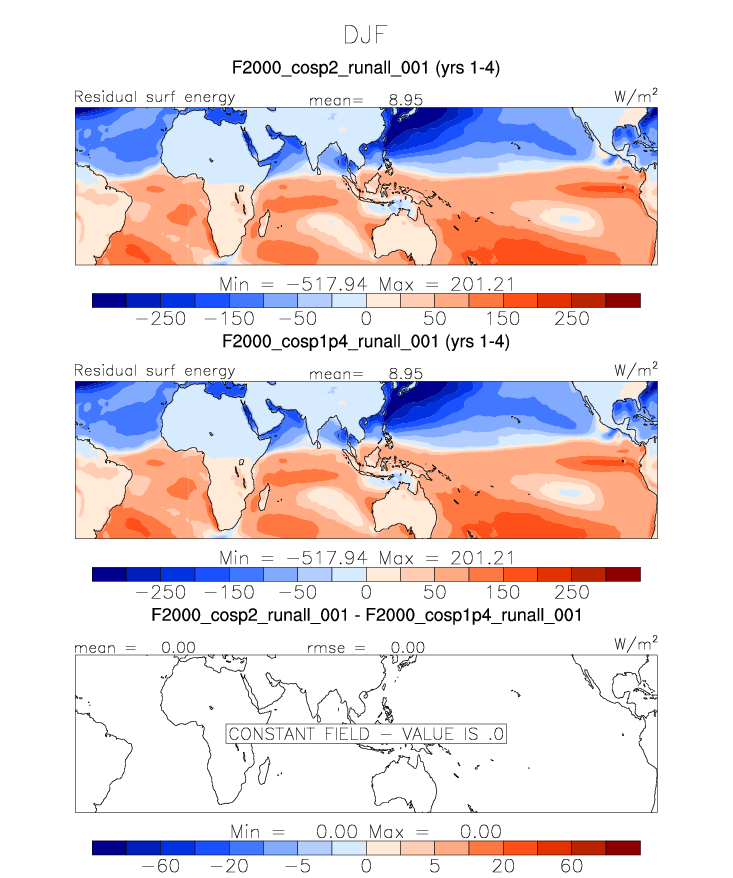 DJF
F2000_cosp2_runall_001 (yrs 1-4)
Residual surf energy mean= 8.95 W/m²
Min = −517.94 Max = 201.21
−250 −150 −50 0 50 150 250
F2000_cosp1p4_runall_001 (yrs 1-4)
Residual surf energy mean= 8.95 W/m²
Min = −517.94 Max = 201.21
−250 −150 −50 0 50 150 250
F2000_cosp2_runall_001 - F2000_cosp1p4_runall_001
mean = 0.00 rmse = 0.00 W/m²
CONSTANT FIELD − VALUE IS .0
Min = 0.00 Max = 0.00
−60 −20 −5 0 5 20 60